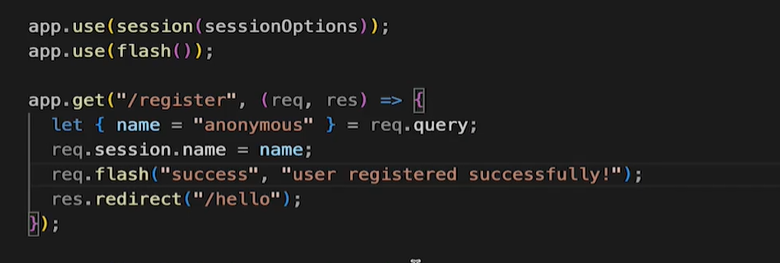 app.use(session(sessionOptions));
app.use(flash());
app.get("/register", (req, res) => {
let { name = "anonymous" } = req.query;
req.session.name = name;
req.flash("success", "user registered successfully!");
res.redirect("/hello");
});